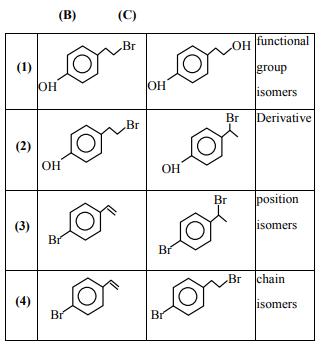 (B) (C)
(1) Br OH OH OH functional group isomers
(2) Br OH Br OH Derivative
(3) Br Br Br position isomers
(4) Br Br Br chain isomers